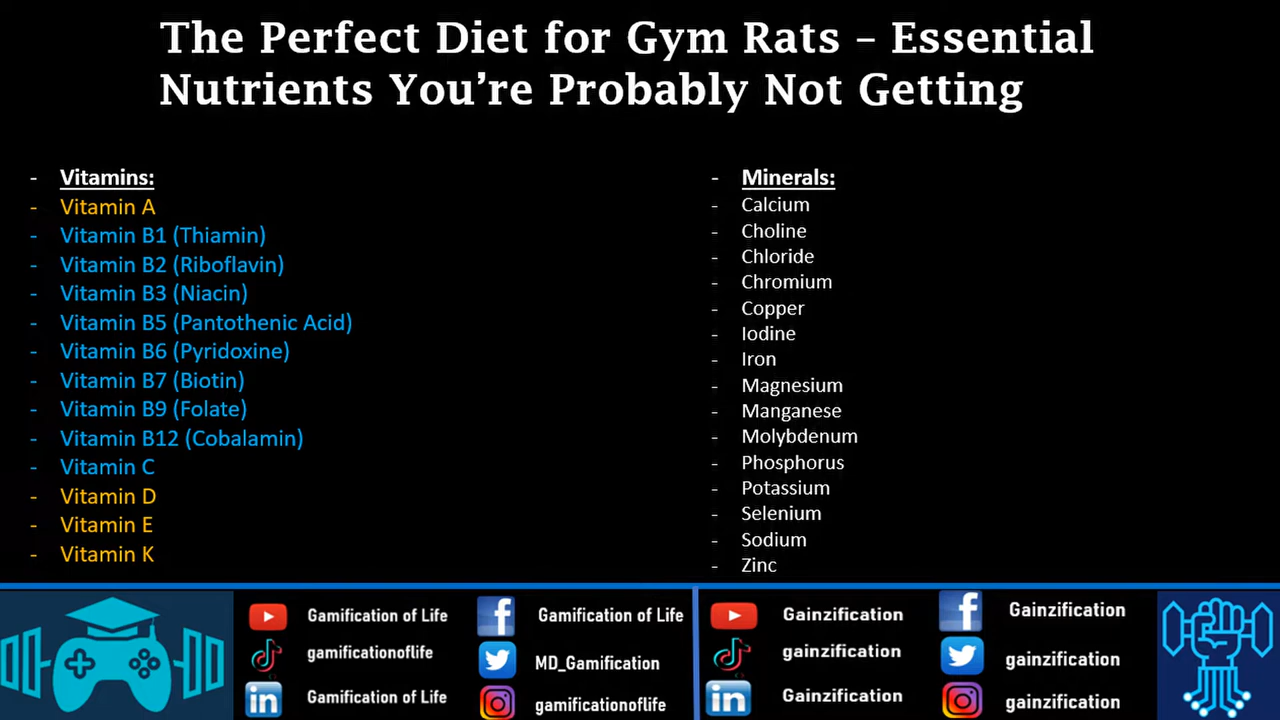 The Perfect Diet for Gym Rats – Essential
Nutrients You're Probably Not Getting
- Vitamins:
- Vitamin A
- Vitamin B1 (Thiamin)
- Vitamin B2 (Riboflavin)
- Vitamin B3 (Niacin)
- Vitamin B5 (Pantothenic Acid)
- Vitamin B6 (Pyridoxine)
- Vitamin B7 (Biotin)
- Vitamin B9 (Folate)
- Vitamin B12 (Cobalamin)
- Vitamin C
- Vitamin D
- Vitamin E
- Vitamin K
- Minerals:
- Calcium
- Choline
- Chloride
- Chromium
- Copper
- Iodine
- Iron
- Magnesium
- Manganese
- Molybdenum
- Phosphorus
- Potassium
- Selenium
- Sodium
- Zinc
Gamification of Life
gamificationoflife
in Gamification of Life
f Gamification of Life
MD_Gamification
gamificationoflife
Gainzification
gainzification
in Gainzification
f Gainzification
gainzification
gainzification